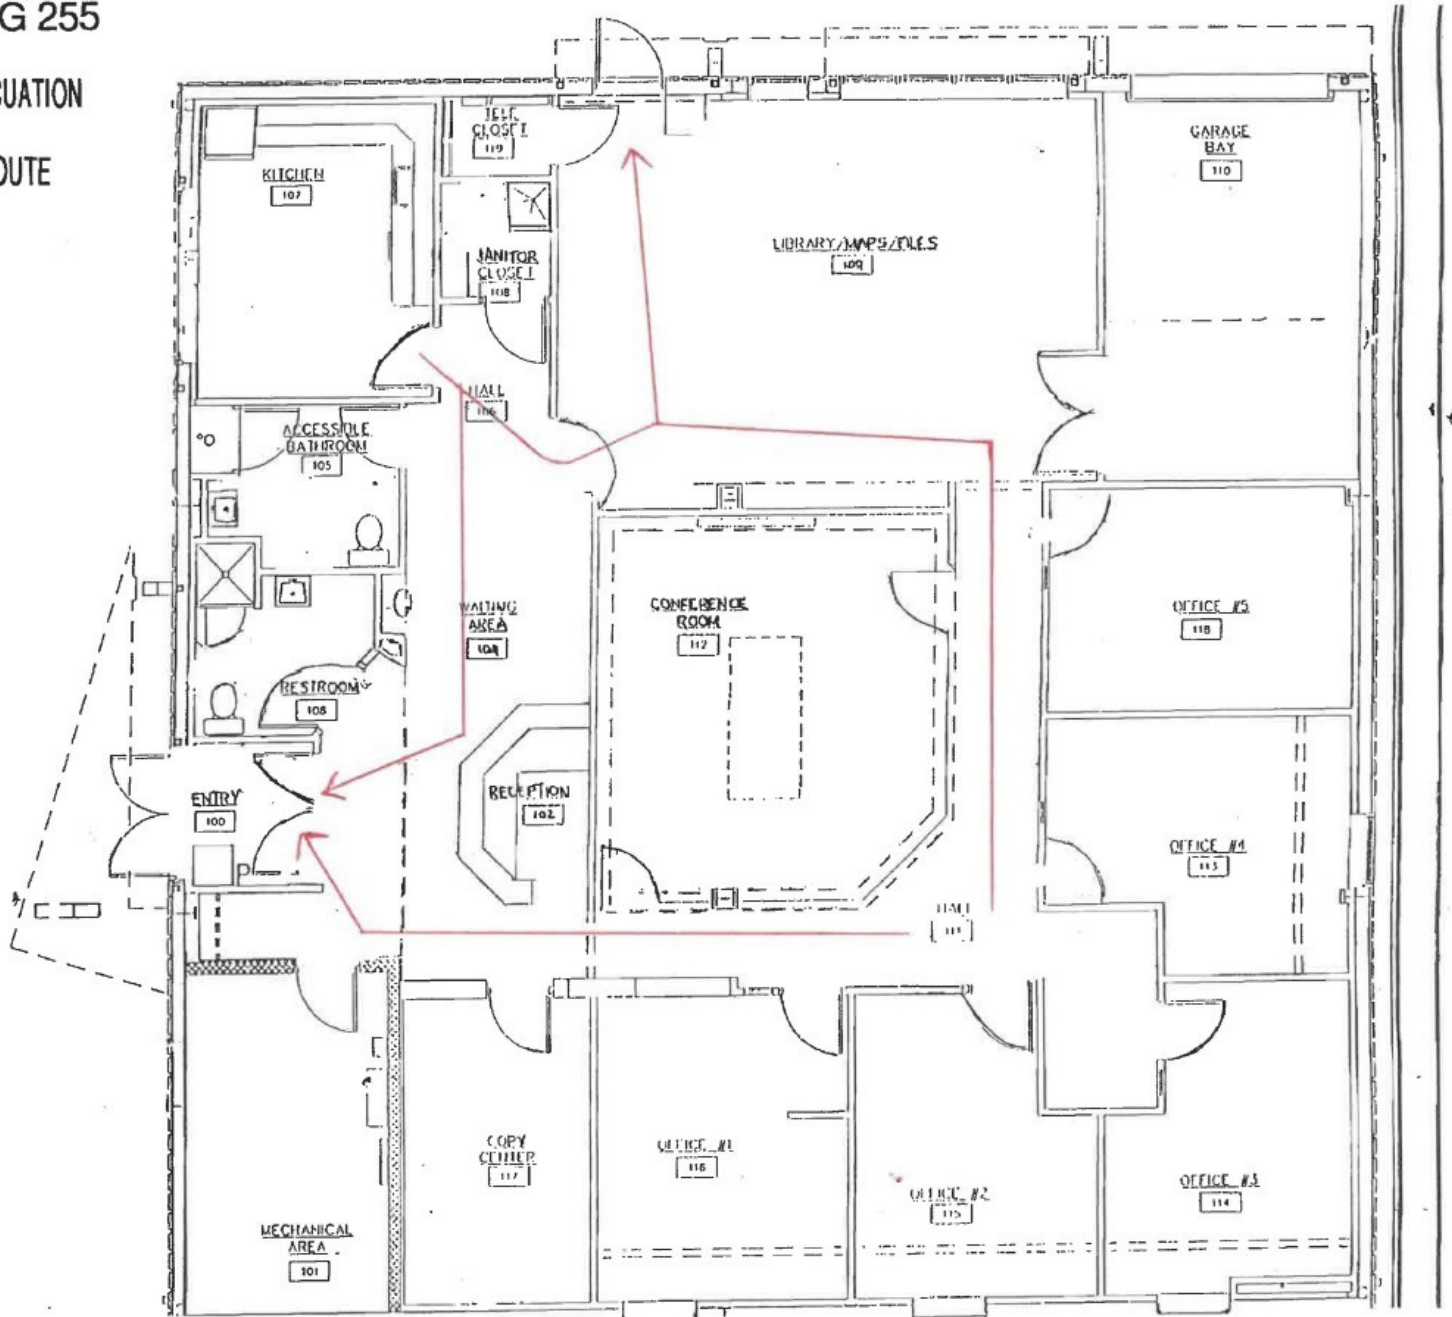 G 255
UATION
OUTE
TELE.
CLOSET
119
GARAGE
BAY
110
KITCHEN
107
LIBRARY/MAPS/FILES
109
JANITOR
CLOSET
108
HALL
106
ACCESSIBLE
BATHROOM
105
WAITING
AREA
104
CONFERENCE
ROOM
112
OFFICE #5
118
RESTROOM
108
ENTRY
100
RECEPTION
102
OFFICE #4
113
HALL
111
COPY
CENTER
117
OFFICE #1
116
OFFICE #2
115
OFFICE #3
114
MECHANICAL
AREA
101